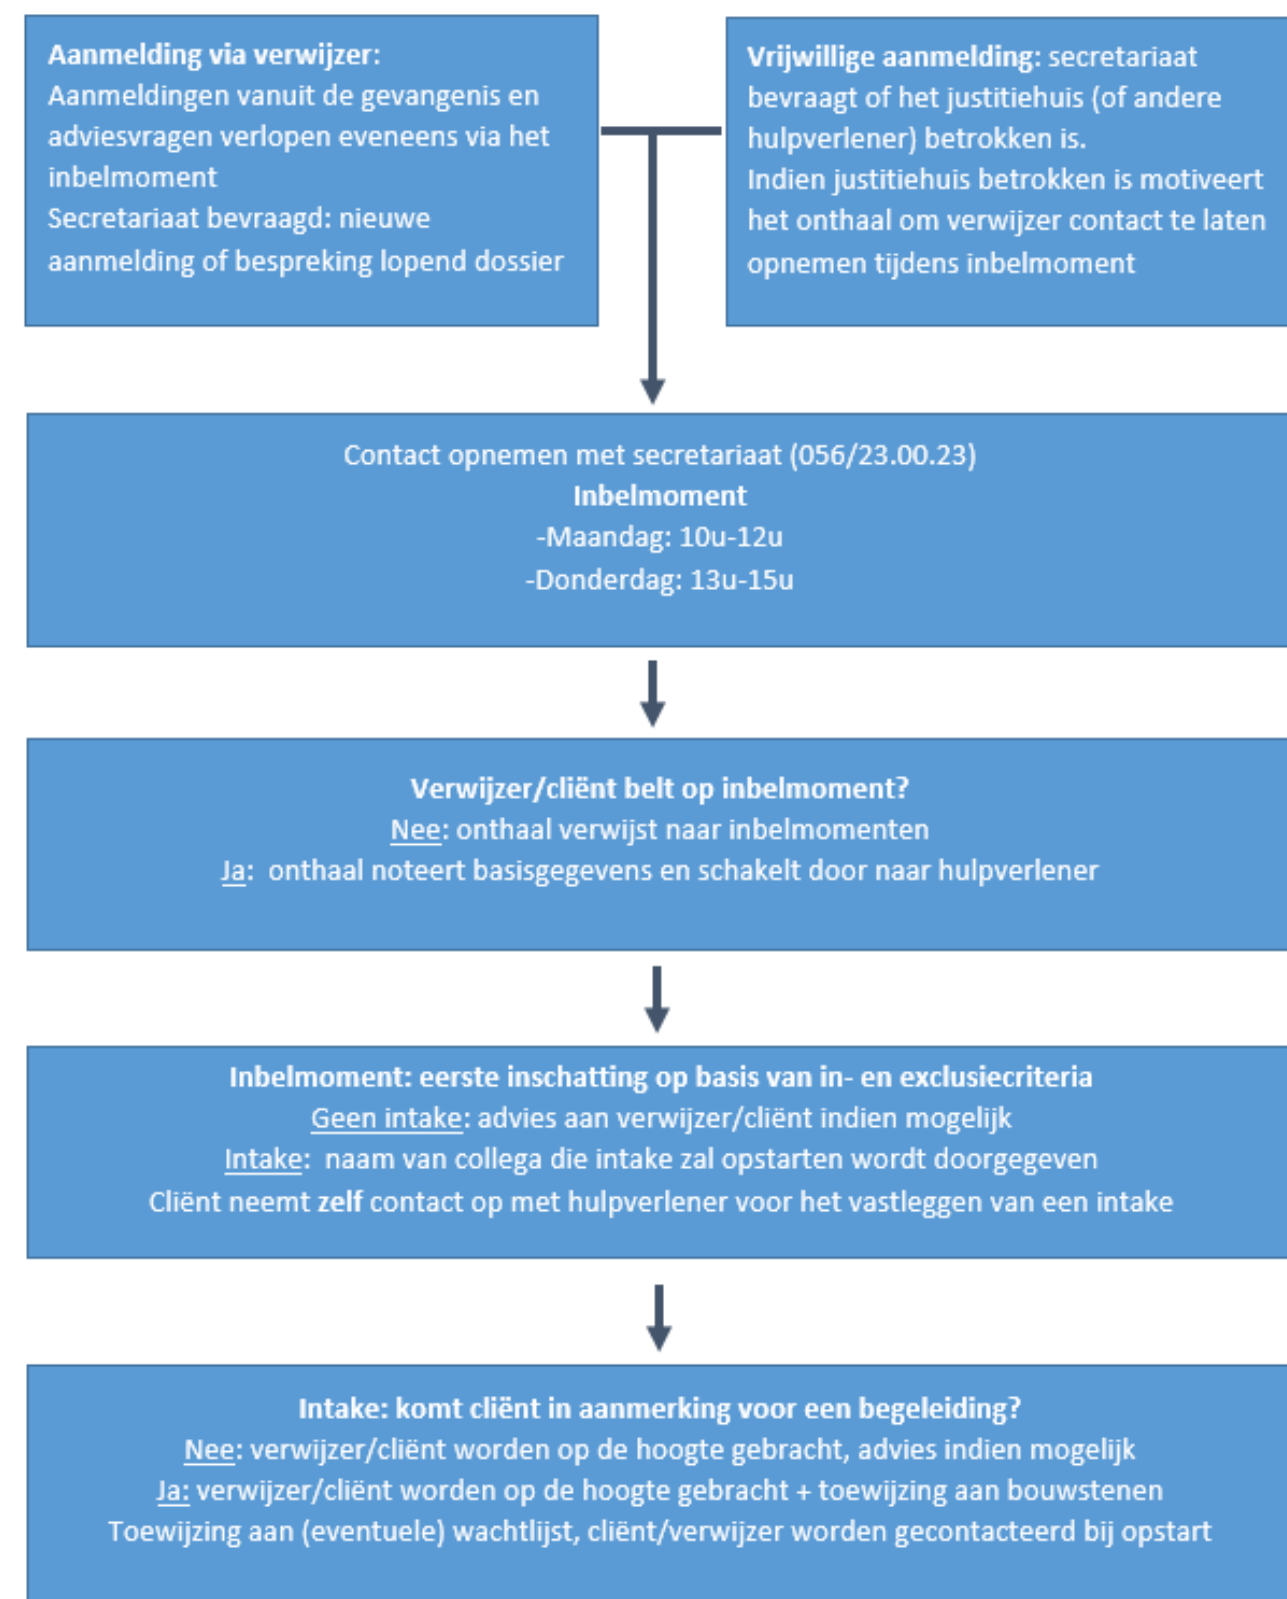 Aanmelding via verwijzer:
Aanmeldingen vanuit de gevangenis en
adviesvragen verlopen eveneens via het
inbelmoment
Secretariaat bevraagd: nieuwe
aanmelding of bespreking lopend dossier
Vrijwillige aanmelding: secretariaat
bevraagt of het justitiehuis (of andere
hulpverlener) betrokken is.
Indien justitiehuis betrokken is motiveert
het onthaal om verwijzer contact te laten
opnemen tijdens inbelmoment
Contact opnemen met secretariaat (056/23.00.23)
Inbelmoment
-Maandag: 10u-12u
-Donderdag: 13u-15u
Verwijzer/cliënt belt op inbelmoment?
Nee: onthaal verwijst naar inbelmomenten
Ja: onthaal noteert basisgegevens en schakelt door naar hulpverlener
Inbelmoment: eerste inschatting op basis van in- en exclusiecriteria
Geen intake: advies aan verwijzer/cliënt indien mogelijk
Intake: naam van collega die intake zal opstarten wordt doorgegeven
Cliënt neemt zelf contact op met hulpverlener voor het vastleggen van een intake
Intake: komt cliënt in aanmerking voor een begeleiding?
Nee: verwijzer/cliënt worden op de hoogte gebracht, advies indien mogelijk
Ja: verwijzer/cliënt worden op de hoogte gebracht + toewijzing aan bouwstenen
Toewijzing aan (eventuele) wachtlijst, cliënt/verwijzer worden gecontacteerd bij opstart